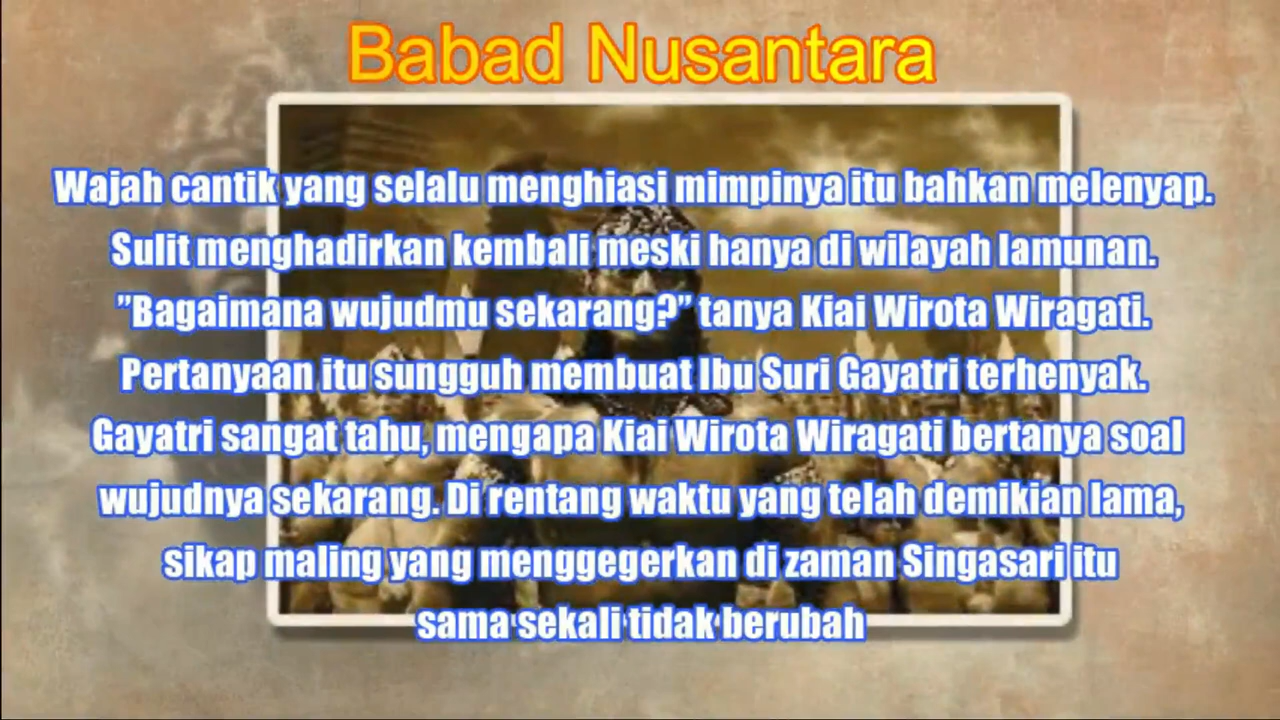 Babad Nusantara
Wajah cantik yang selalu menghiasi mimpinya itu bahkan melenyap.
Sulit menghadirkan kembali meski hanya di wilayah lamunan.
”Bagaimana wujudmu sekarang?” tanya Kiai Wirota Wiragati.
Pertanyaan itu sungguh membuat Ibu Suri Gayatri terhenyak.
Gayatri sangat tahu, mengapa Kiai Wirota Wiragati bertanya soal
wujudnya sekarang. Di rentang waktu yang telah demikian lama,
sikap maling yang menggegerkan di zaman Singasari itu
sama sekali tidak berubah